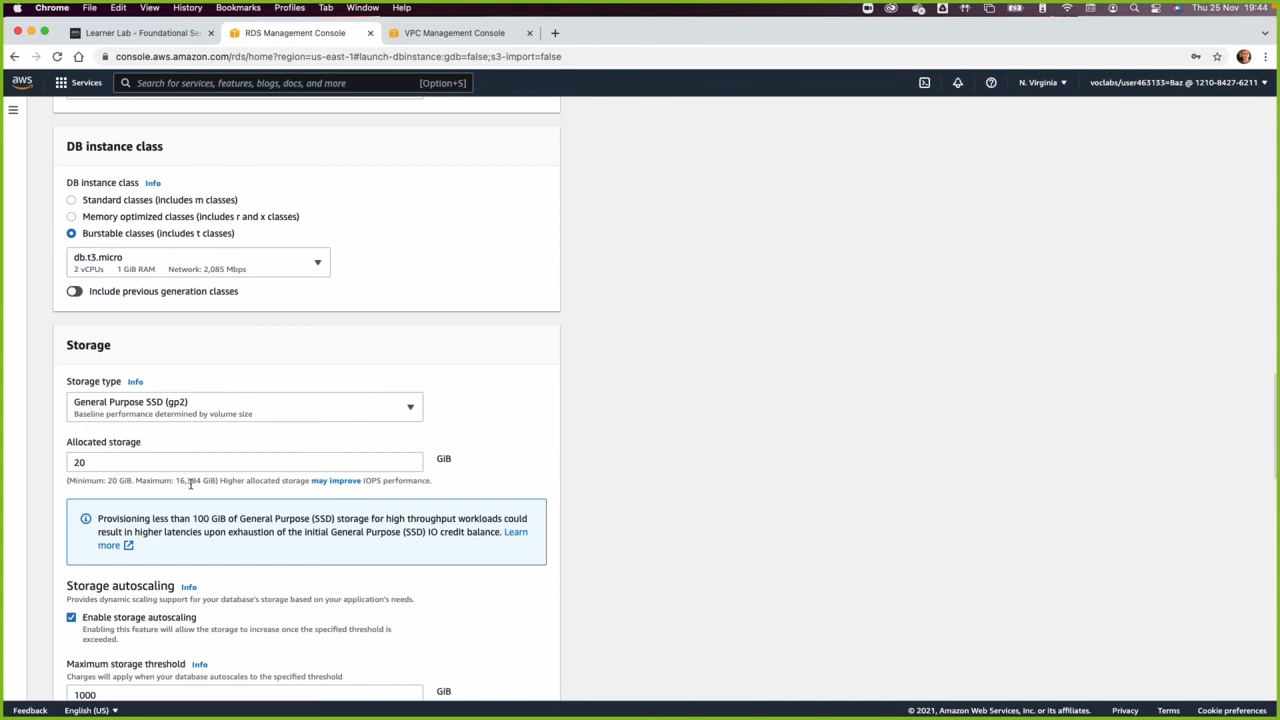 Chrome File Edit View History Bookmarks Profiles Tab Window Help Thu 25 Nov 19:44
Learner Lab - Foundational Se RDS Management Console VPC Management Console
console.aws.amazon.com/rds/home?region=us-east-1#launch-dbinstance:gdb=false;s3-import=false
aws Services Search for services, features, blogs, docs, and more [Option+S] N. Virginia voclabs/user463133=Baz @ 1210-8427-6211
DB instance class
DB instance class Info
Standard classes (includes m classes)
Memory optimized classes (includes r and x classes)
Burstable classes (includes t classes)
db.t3.micro
2 vCPUs 1 GiB RAM Network: 2,085 Mbps
Include previous generation classes
Storage
Storage type Info
General Purpose SSD (gp2)
Baseline performance determined by volume size
Allocated storage
20 GiB
(Minimum: 20 GiB. Maximum: 16,384 GiB) Higher allocated storage may improve IOPS performance.
Provisioning less than 100 GiB of General Purpose (SSD) storage for high throughput workloads could
result in higher latencies upon exhaustion of the initial General Purpose (SSD) IO credit balance. Learn
more
Storage autoscaling Info
Provides dynamic scaling support for your database's storage based on your application's needs.
Enable storage autoscaling
Enabling this feature will allow the storage to increase once the specified threshold is
exceeded.
Maximum storage threshold Info
Charges will apply when your database autoscales to the specified threshold
1000 GiB
Feedback English (US) © 2021, Amazon Web Services, Inc. or its affiliates. Privacy Terms Cookie preferences